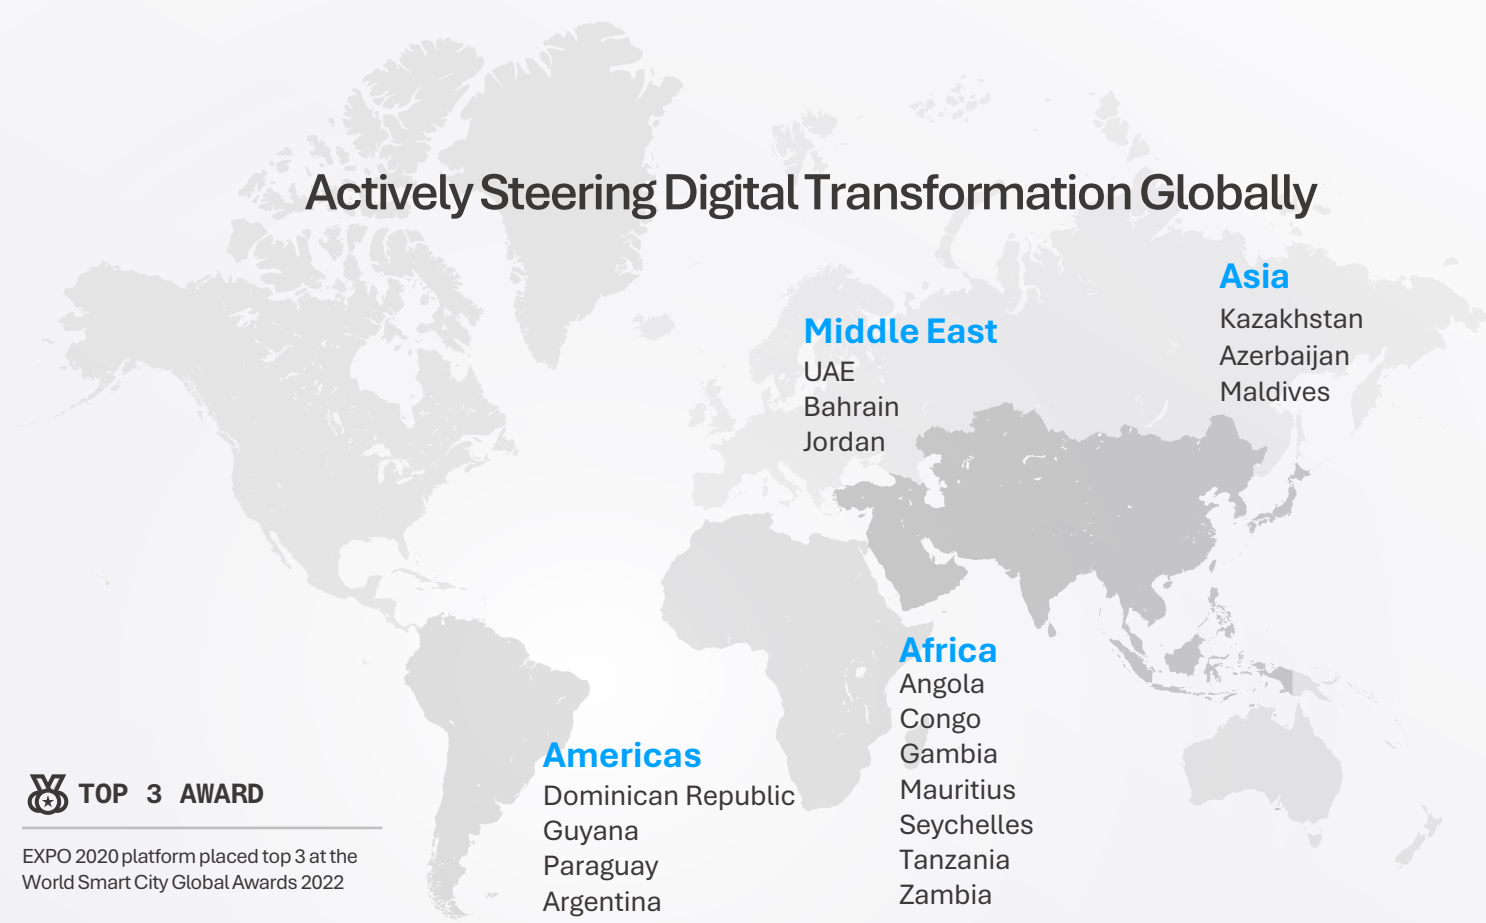 Actively Steering Digital Transformation Globally
Asia
Kazakhstan
Azerbaijan
Maldives
Middle East
UAE
Bahrain
Jordan
Africa
Angola
Congo
Gambia
Mauritius
Seychelles
Tanzania
Zambia
Americas
Dominican Republic
Guyana
Paraguay
Argentina
TOP 3 AWARD
EXPO 2020 platform placed top 3 at the
World Smart City Global Awards 2022